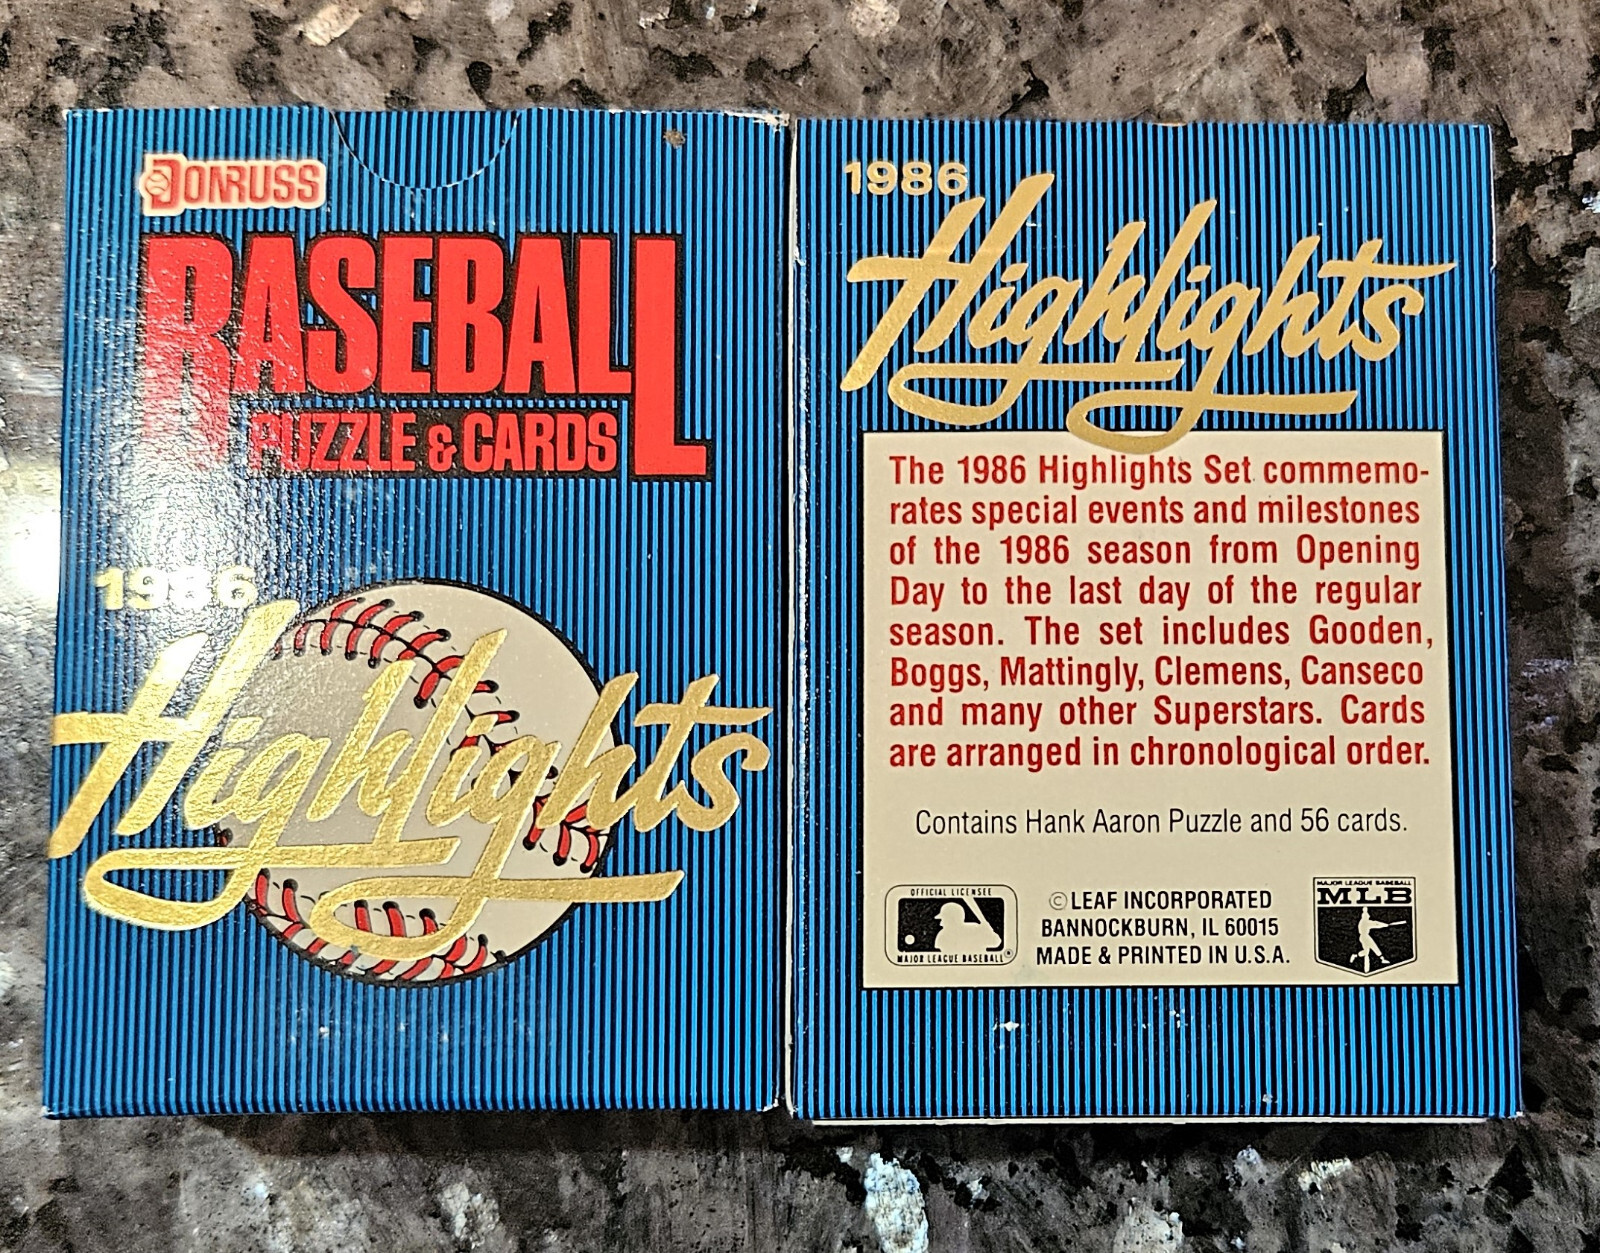 DONRUSS
BASEBALL
PUZZLE & CARDS
1986
Highlights
1986
Highlights
The 1986 Highlights Set commemo-
rates special events and milestones
of the 1986 season from Opening
Day to the last day of the regular
season. The set includes Gooden,
Boggs, Mattingly, Clemens, Canseco
and many other Superstars. Cards
are arranged in chronological order.
Contains Hank Aaron Puzzle and 56 cards.
OFFICIAL LICENSEE
MAJOR LEAGUE BASEBALL®
© LEAF INCORPORATED
BANNOCKBURN, IL 60015
MADE & PRINTED IN U.S.A.
MAJOR LEAGUE BASEBALL
MLB